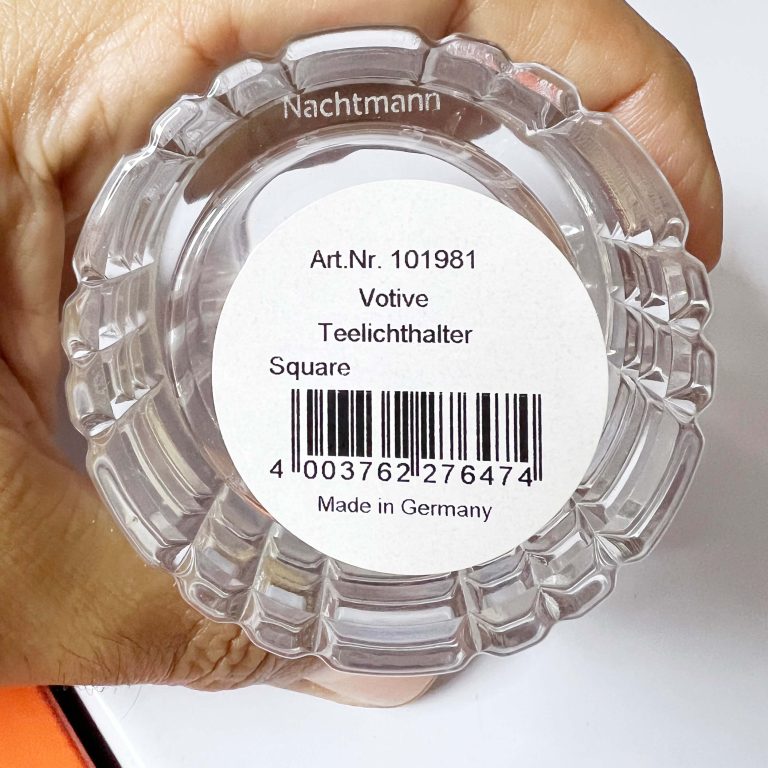 Nachtmann
Art.Nr. 101981
Votive
Teelichthalter
Square
4 003762 276474
Made in Germany